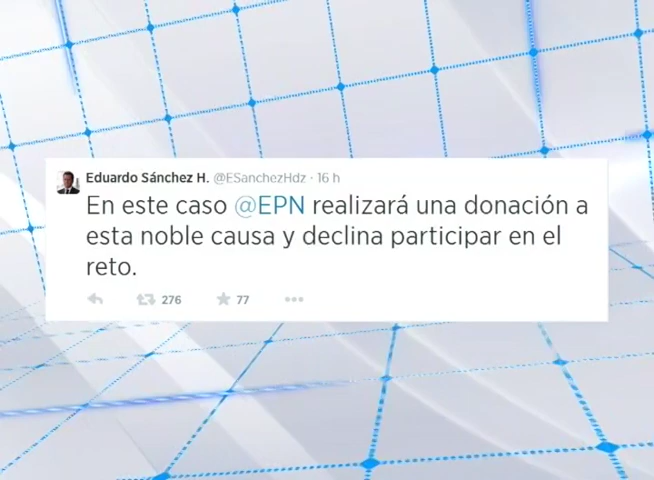 Eduardo Sánchez H. @ESanchezHdz · 16 h
En este caso @EPN realizará una donación a
esta noble causa y declina participar en el
reto.
276 77